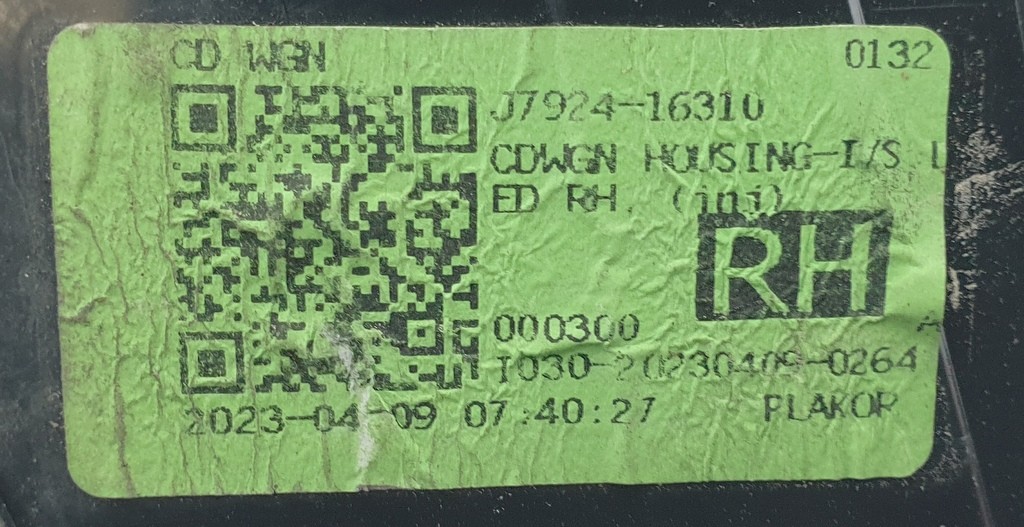 CD WGN 0132
J7924-16310
CDWGN HOUSING-I/S L
ED RH, (inj)
RH
000300 A
I030-20230409-0264
2023-04-09 07:40:27 PLAKOR